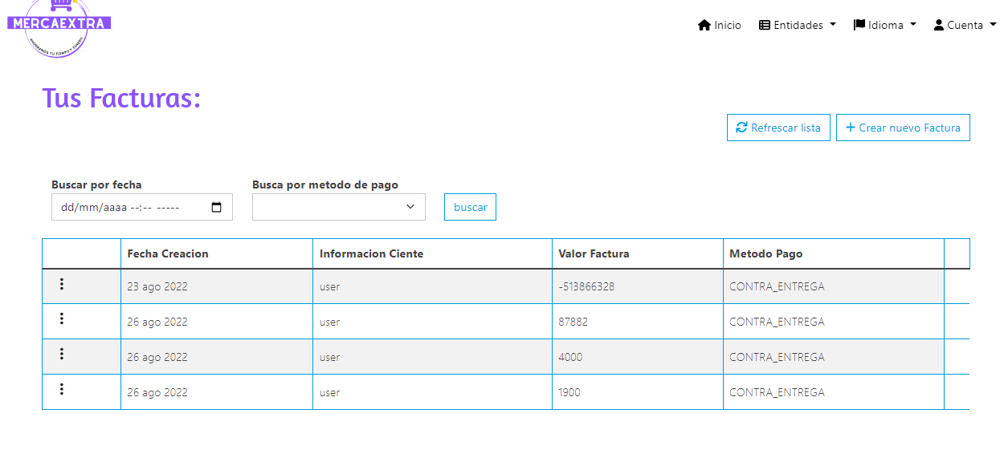 MERCAEXTRA
AHORRAMOS TU TIEMPO Y DINERO
Inicio Entidades Idioma Cuenta
Tus Facturas:
Refrescar lista Crear nuevo Factura
Buscar por fecha Busca por metodo de pago
dd/mm/aaaa --:-- ----- buscar
Fecha Creacion Informacion Ciente Valor Factura Metodo Pago
23 ago 2022 user -513866328 CONTRA_ENTREGA
26 ago 2022 user 87882 CONTRA_ENTREGA
26 ago 2022 user 4000 CONTRA_ENTREGA
26 ago 2022 user 1900 CONTRA_ENTREGA